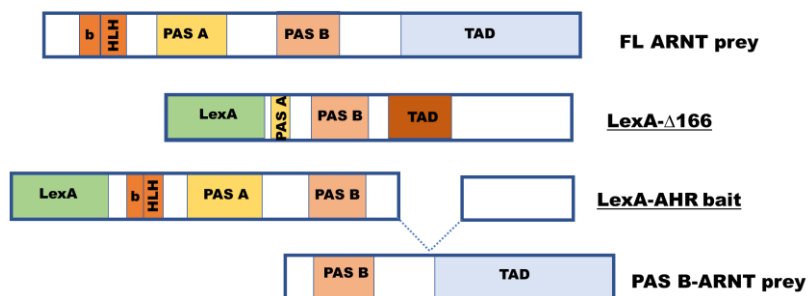 b HLH PAS A PAS B TAD FL ARNT prey
LexA PAS A PAS B TAD LexA-Δ166
LexA b HLH PAS A PAS B LexA-AHR bait
PAS B TAD PAS B-ARNT prey